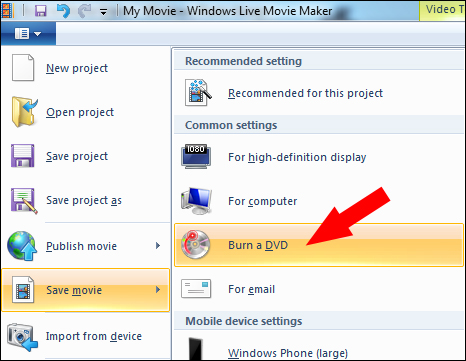 My Movie - Windows Live Movie Maker
Video T
New project
Open project
Save project
Save project as
Publish movie
Save movie
Import from device
Recommended setting
Recommended for this project
Common settings
1080
For high-definition display
For computer
Burn a DVD
For email
Mobile device settings
Windows Phone (large)